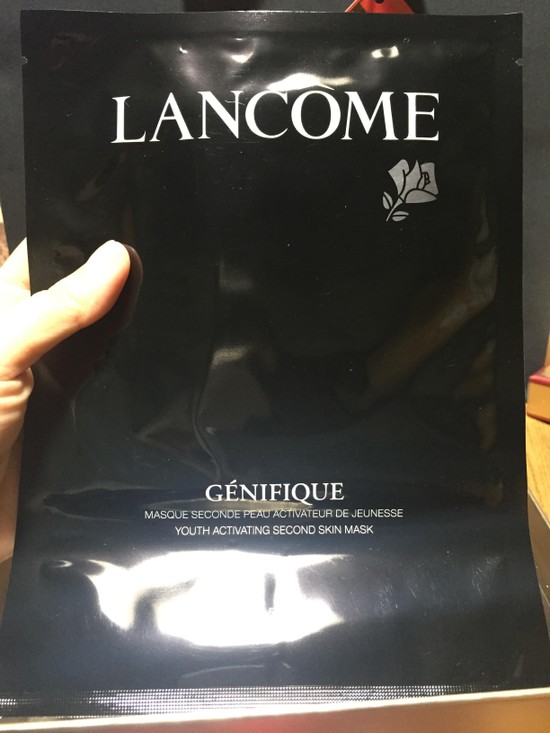 LANCÔME
GÉNIFIQUE
MASQUE SECONDE PEAU ACTIVATEUR DE JEUNESSE
YOUTH ACTIVATING SECOND SKIN MASK